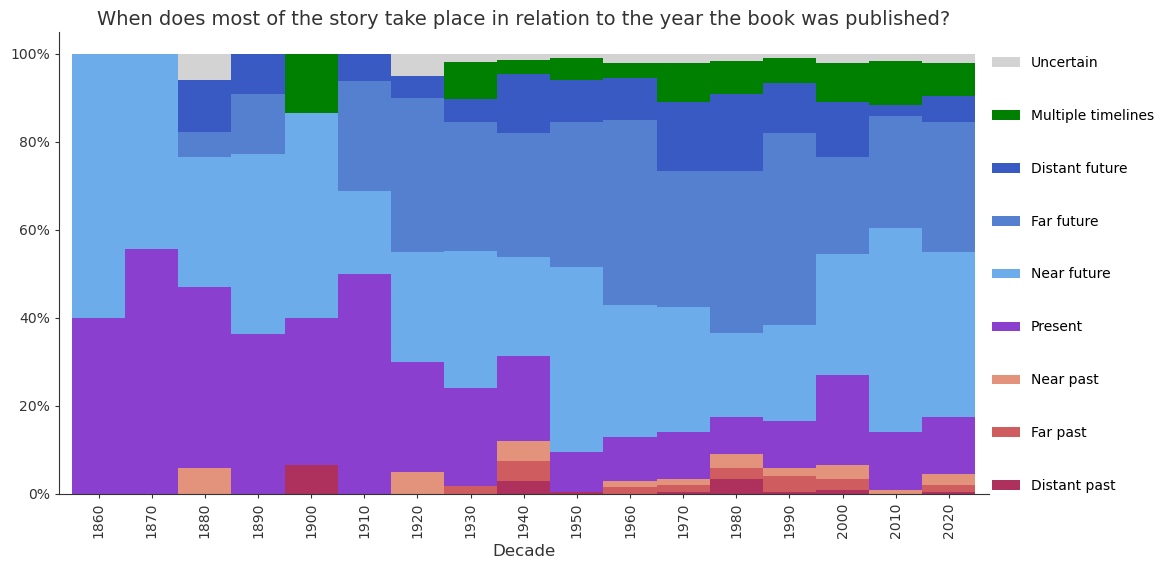 When does most of the story take place in relation to the year the book was published?
100%
80%
60%
40%
20%
0%
1860
1870
1880
1890
1900
1910
1920
1930
1940
1950
1960
1970
1980
1990
2000
2010
2020
Decade
Uncertain
Multiple timelines
Distant future
Far future
Near future
Present
Near past
Far past
Distant past